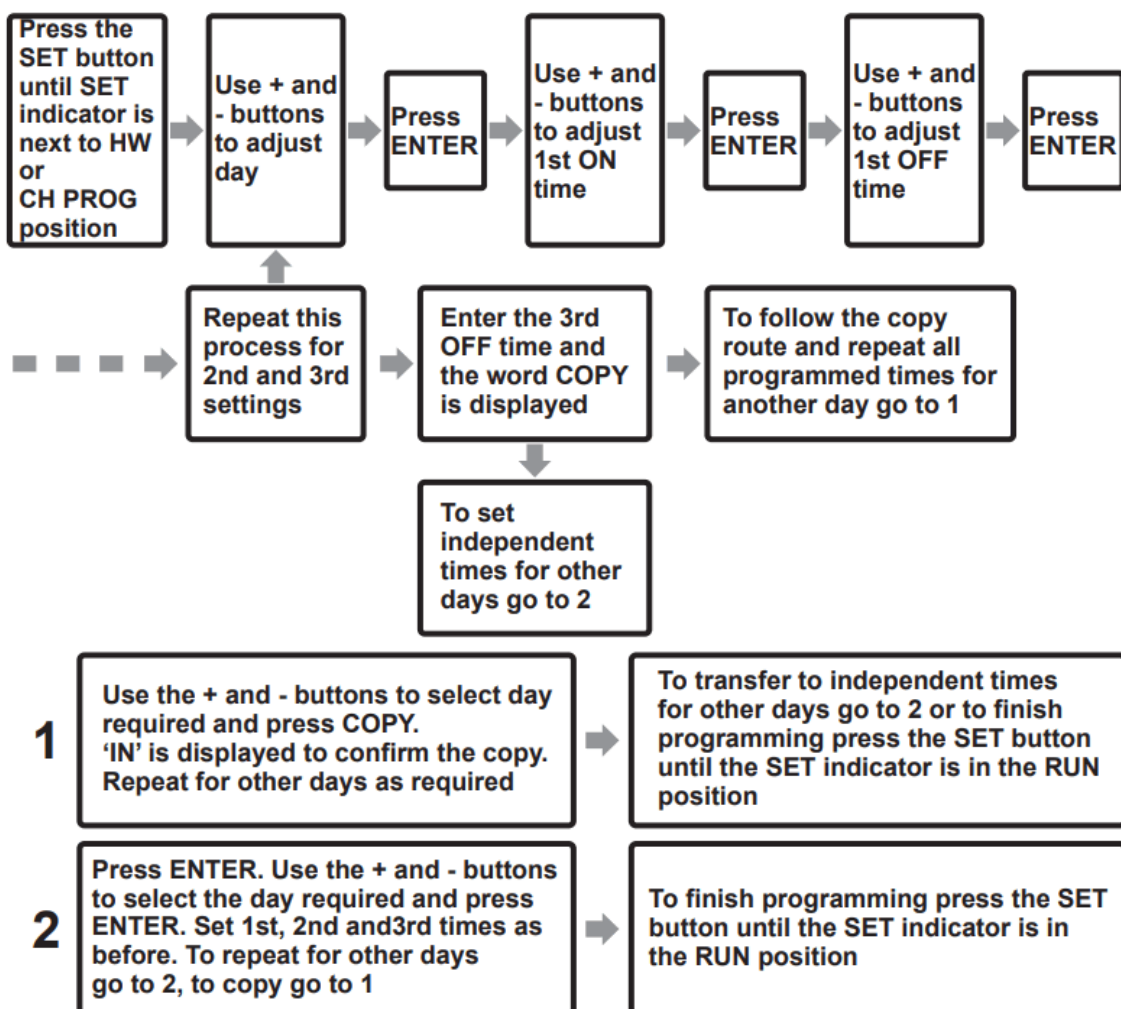 Press the
SET button
until SET
indicator is
next to HW
or
CH PROG
position
Use + and
- buttons
to adjust
day
Press
ENTER
Use + and
- buttons
to adjust
1st ON
time
Press
ENTER
Use + and
- buttons
to adjust
1st OFF
time
Press
ENTER
Repeat this
process for
2nd and 3rd
settings
Enter the 3rd
OFF time and
the word COPY
is displayed
To follow the copy
route and repeat all
programmed times for
another day go to 1
To set
independent
times for other
days go to 2
1
Use the + and - buttons to select day
required and press COPY.
‘IN’ is displayed to confirm the copy.
Repeat for other days as required
To transfer to independent times
for other days go to 2 or to finish
programming press the SET button
until the SET indicator is in the RUN
position
2
Press ENTER. Use the + and - buttons
to select the day required and press
ENTER. Set 1st, 2nd and3rd times as
before. To repeat for other days
go to 2, to copy go to 1
To finish programming press the SET
button until the SET indicator is in
the RUN position